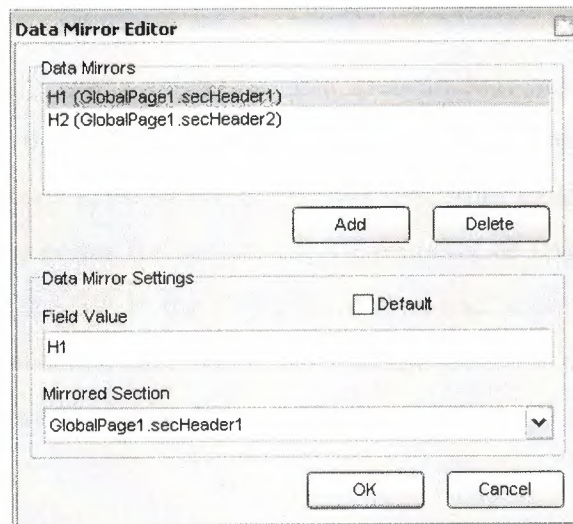 Data Mirror Editor
Data Mirrors
H1 (GlobalPage1.secHeader1)
H2 (GlobalPage1.secHeader2)
Add Delete
Data Mirror Settings
Default
Field Value
H1
Mirrored Section
GlobalPage1.secHeader1
OK Cancel